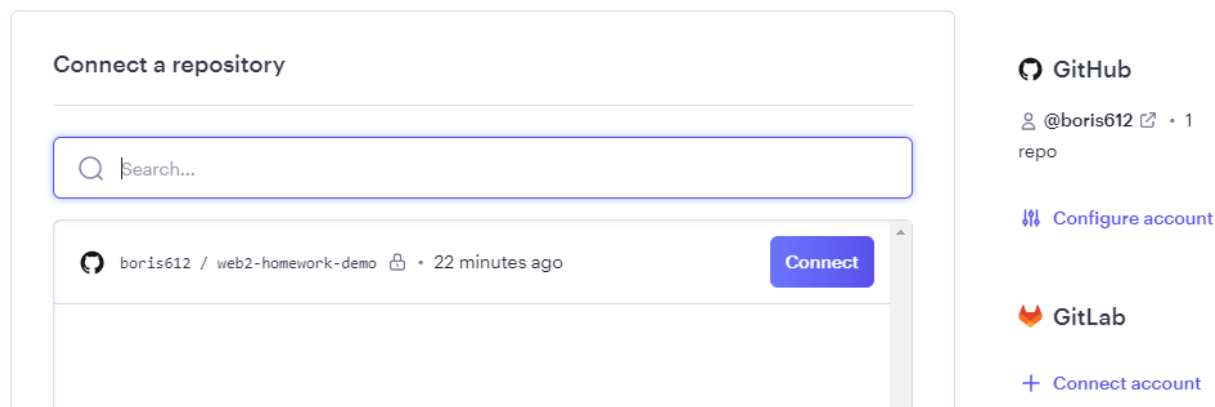 Connect a repository
Search...
boris612 / web2-homework-demo • 22 minutes ago
Connect
GitHub
@boris612 • 1
repo
Configure account
GitLab
+ Connect account